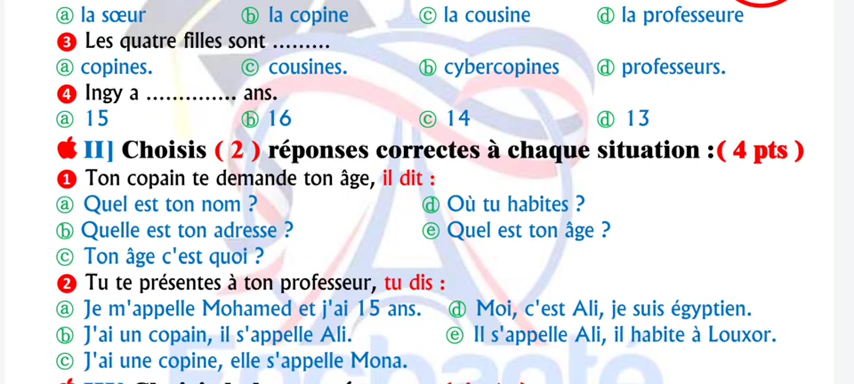 ⓐ la sœur ⓑ la copine ⓒ la cousine ⓓ la professeure
❸ Les quatre filles sont .........
ⓐ copines. ⓒ cousines. ⓑ cybercopines ⓓ professeurs.
❹ Ingy a .............. ans.
ⓐ 15 ⓑ 16 ⓒ 14 ⓓ 13
II] Choisis ( 2 ) réponses correctes à chaque situation :( 4 pts )
❶ Ton copain te demande ton âge, il dit :
ⓐ Quel est ton nom ? ⓓ Où tu habites ?
ⓑ Quelle est ton adresse ? ⓔ Quel est ton âge ?
ⓒ Ton âge c'est quoi ?
❷ Tu te présentes à ton professeur, tu dis :
ⓐ Je m'appelle Mohamed et j'ai 15 ans. ⓓ Moi, c'est Ali, je suis égyptien.
ⓑ J'ai un copain, il s'appelle Ali. ⓔ Il s'appelle Ali, il habite à Louxor.
ⓒ J'ai une copine, elle s'appelle Mona.